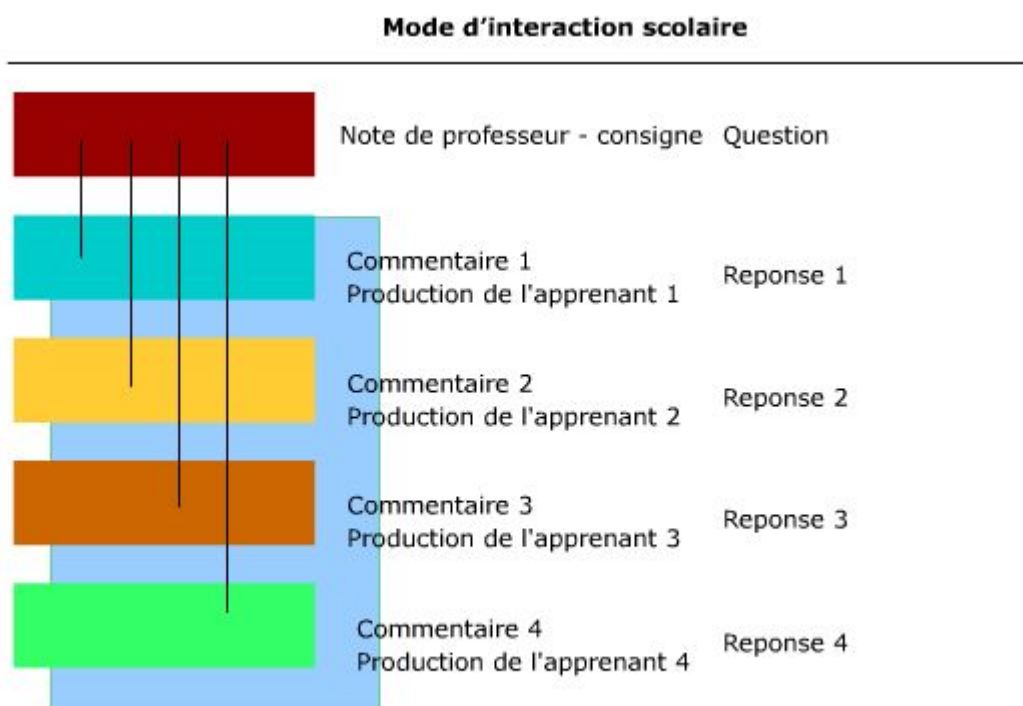 Mode d’interaction scolaire
Note de professeur - consigne Question
Commentaire 1
Production de l'apprenant 1
Reponse 1
Commentaire 2
Production de l'apprenant 2
Reponse 2
Commentaire 3
Production de l'apprenant 3
Reponse 3
Commentaire 4
Production de l'apprenant 4
Reponse 4